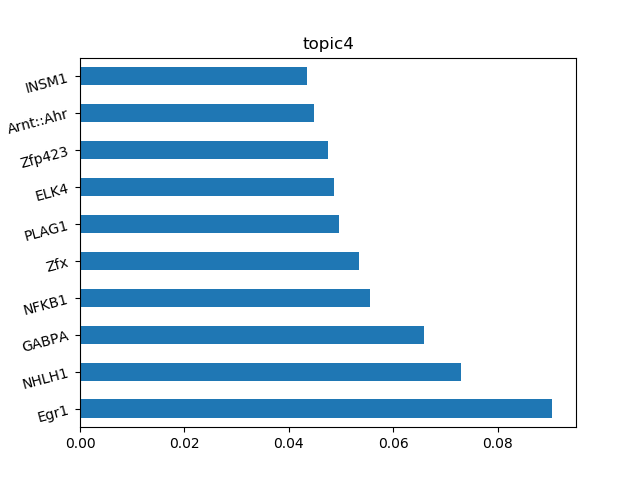 topic4
INSM1
Arnt::Ahr
Zfp423
ELK4
PLAG1
Zfx
NFKB1
GABPA
NHLH1
Egr1
0.00 0.02 0.04 0.06 0.08